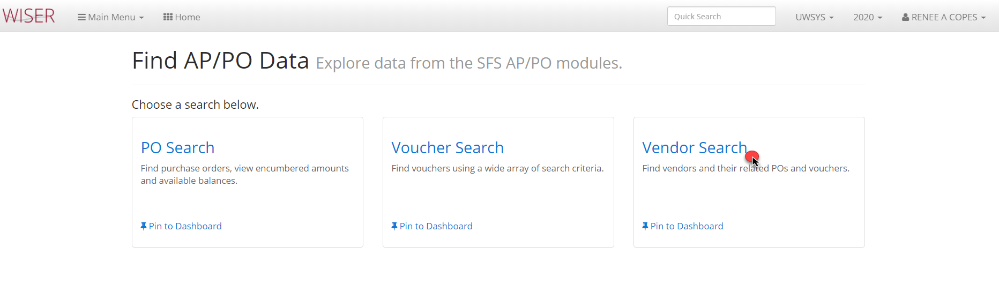 WISER Main Menu Home Quick Search UWSYS 2020 RENEE A COPES
Find AP/PO Data Explore data from the SFS AP/PO modules.
Choose a search below.
PO Search
Find purchase orders, view encumbered amounts
and available balances.
Pin to Dashboard
Voucher Search
Find vouchers using a wide array of search criteria.
Pin to Dashboard
Vendor Search
Find vendors and their related POs and vouchers.
Pin to Dashboard